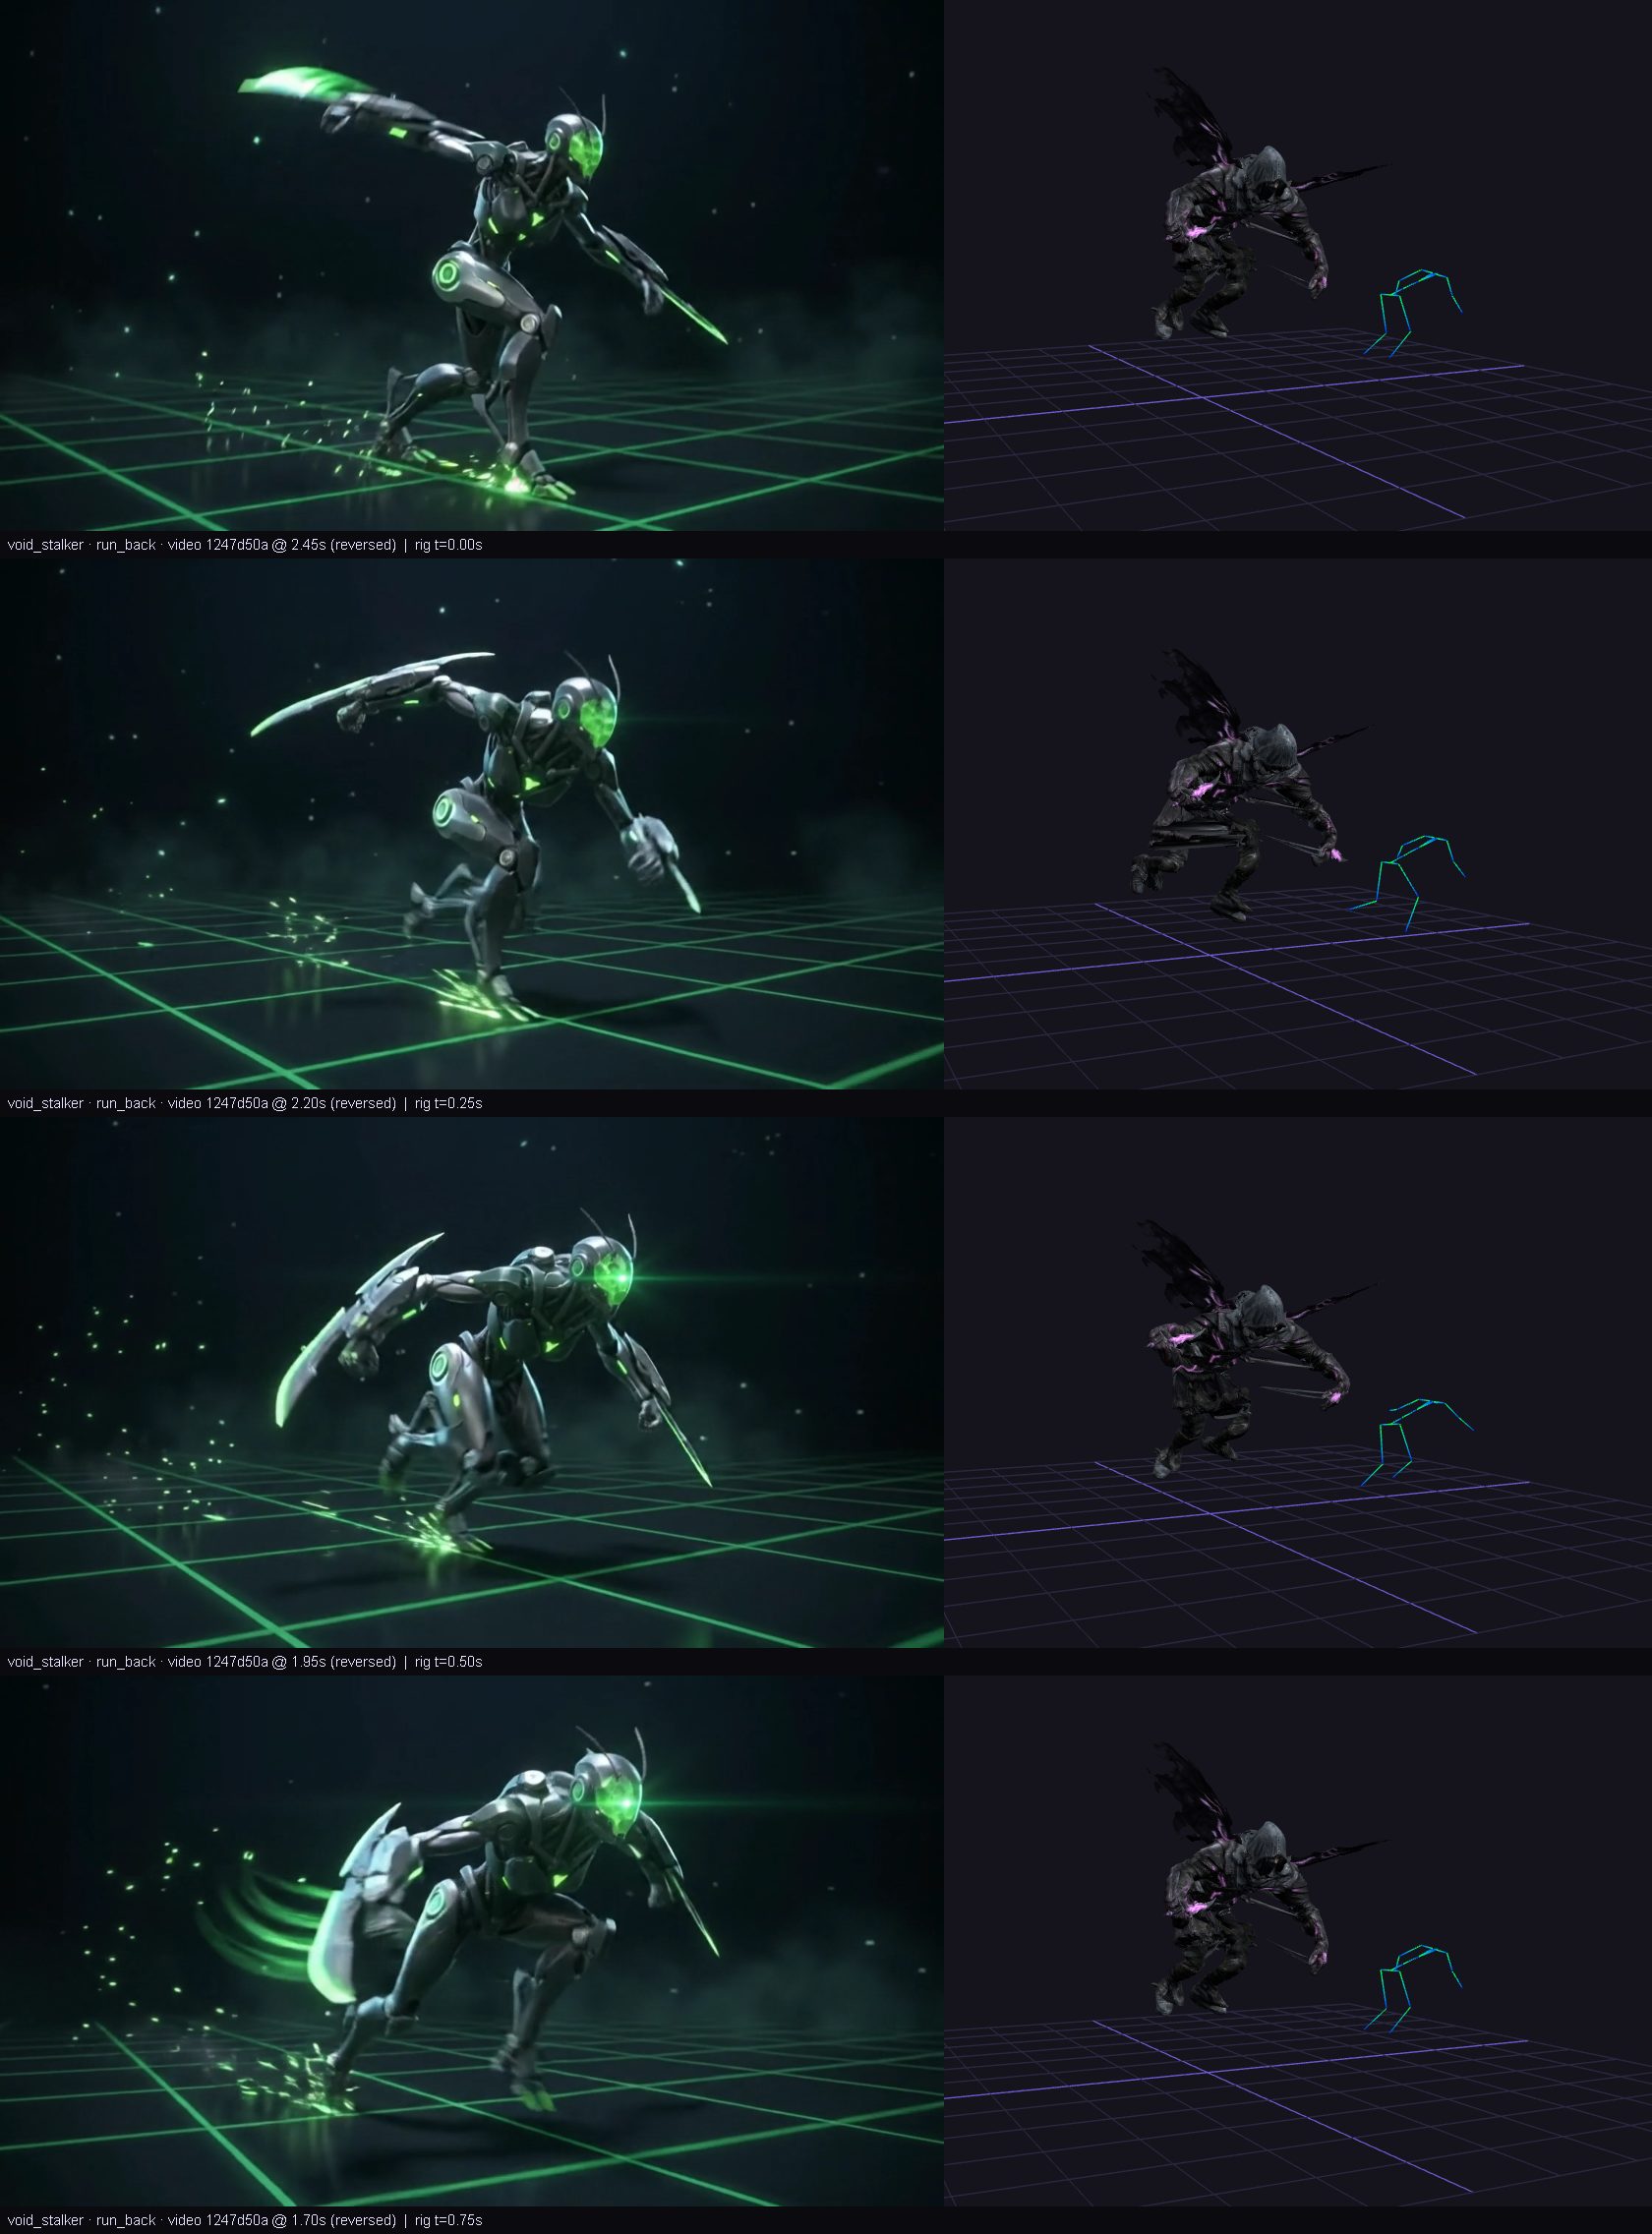 void_stalker · run_back · video 1247d50a @ 2.45s (reversed) | rig t=0.00s
void_stalker · run_back · video 1247d50a @ 2.20s (reversed) | rig t=0.25s
void_stalker · run_back · video 1247d50a @ 1.95s (reversed) | rig t=0.50s
void_stalker · run_back · video 1247d50a @ 1.70s (reversed) | rig t=0.75s